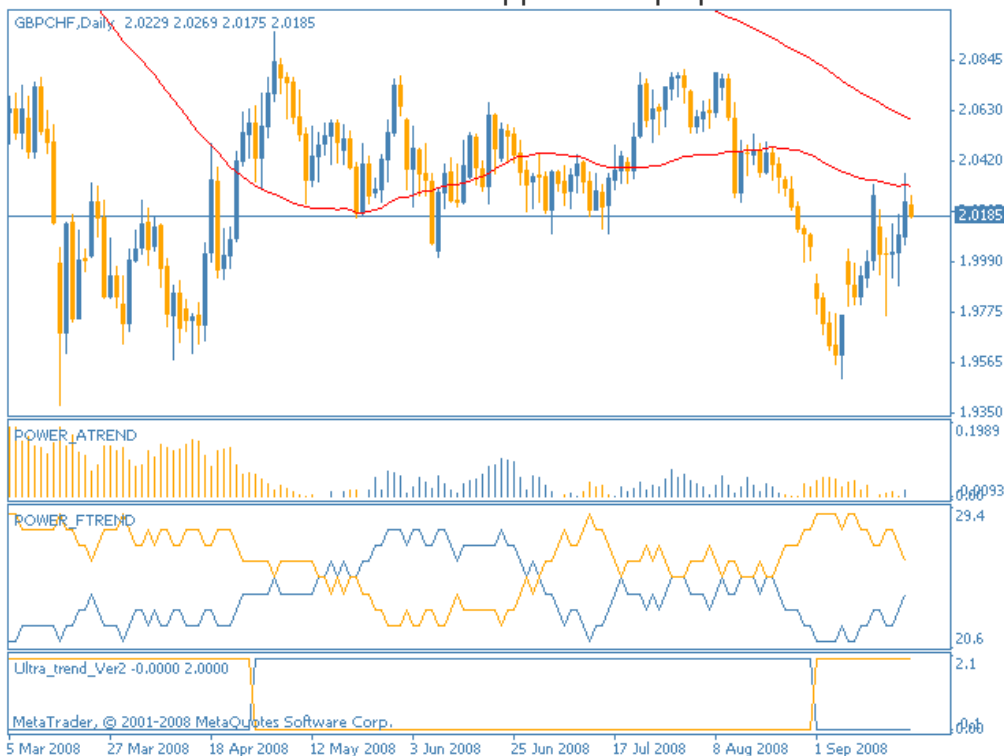 GBPCHF,Daily 2.0229 2.0269 2.0175 2.0185
2.0845
2.0630
2.0420
2.0185
1.9990
1.9775
1.9565
1.9350
POWER_ATREND
0.1989
0.0093
POWER_FTREND
29.4
20.6
Ultra_trend_Ver2 -0.0000 2.0000
2.1
MetaTrader, © 2001-2008 MetaQuotes Software Corp.
5 Mar 2008 27 Mar 2008 18 Apr 2008 12 May 2008 3 Jun 2008 25 Jun 2008 17 Jul 2008 8 Aug 2008 1 Sep 2008